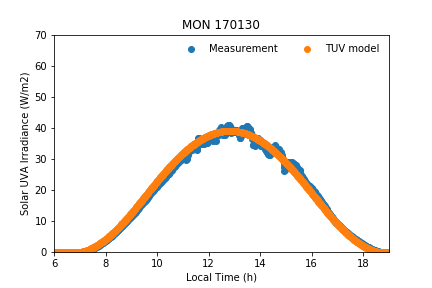 MON 170130
Measurement TUV model
Solar UVA Irradiance (W/m2)
70
60
50
40
30
20
10
0
6 8 10 12 14 16 18
Local Time (h)